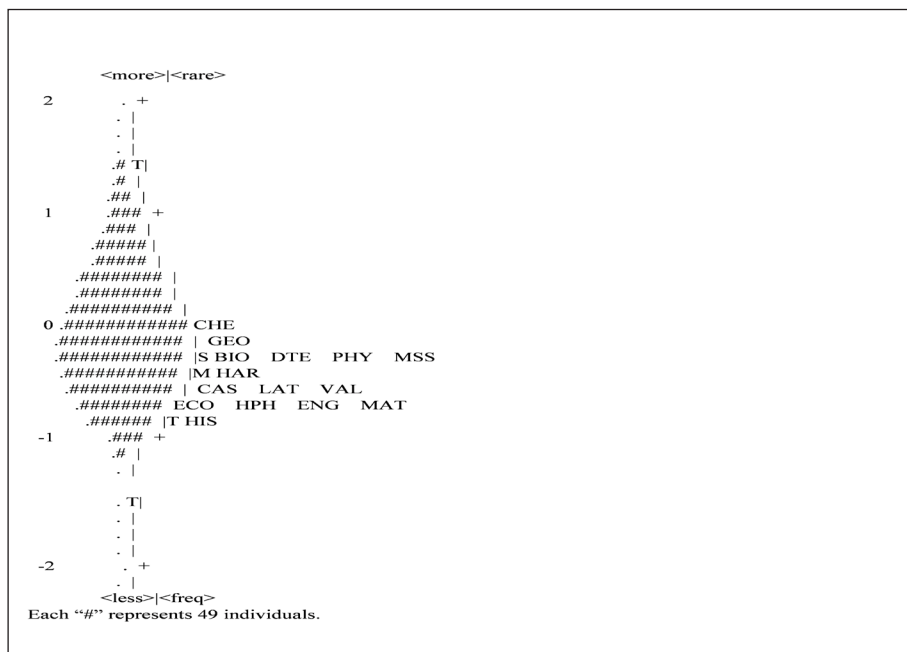 <more>|<rare>
2 . +
. |
. |
. |
.# T|
.# |
.## |
1 .### +
.### |
.##### |
.##### |
.######## |
.######## |
.########## |
0 .############ CHE
.############ | GEO
.############ |S BIO DTE PHY MSS
.########### |M HAR
.########## | CAS LAT VAL
.######## ECO HPH ENG MAT
.###### |T HIS
-1 .### +
.# |
. |
. T|
. |
. |
. |
-2 . +
. |
<less>|<freq>
Each “#” represents 49 individuals.